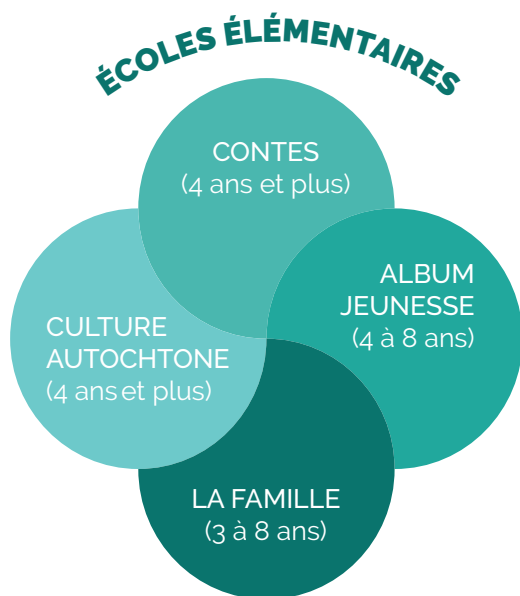 ÉCOLES ÉLÉMENTAIRES
CONTES
(4 ans et plus)
ALBUM
JEUNESSE
(4 à 8 ans)
CULTURE
AUTOCHTONE
(4 ans et plus)
LA FAMILLE
(3 à 8 ans)